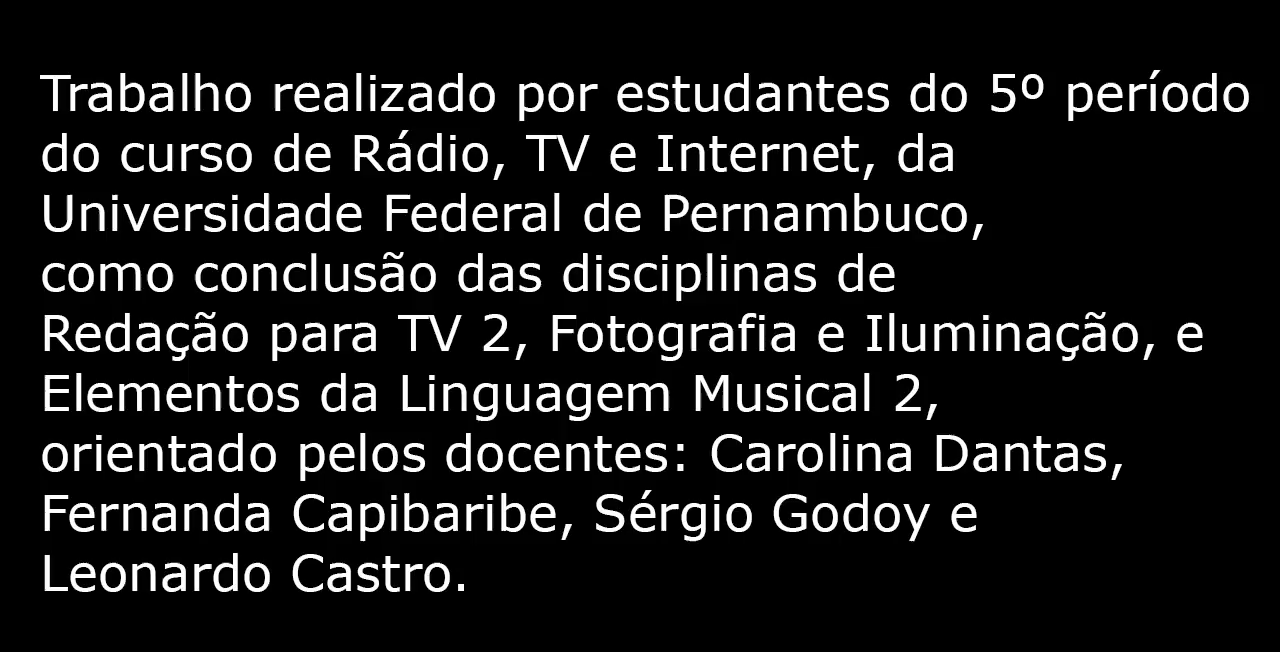 Trabalho realizado por estudantes do 5º período
do curso de Rádio, TV e Internet, da
Universidade Federal de Pernambuco,
como conclusão das disciplinas de
Redação para TV 2, Fotografia e Iluminação, e
Elementos da Linguagem Musical 2,
orientado pelos docentes: Carolina Dantas,
Fernanda Capibaribe, Sérgio Godoy e
Leonardo Castro.